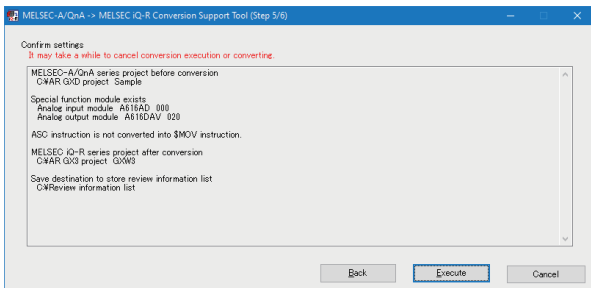 MELSEC-A/QnA -> MELSEC iQ-R Conversion Support Tool (Step 5/6)
Confirm settings
It may take a while to cancel conversion execution or converting.
MELSEC-A/QnA series project before conversion
C:¥AR GXD project Sample
Special function module exists
Analog input module A616AD 000
Analog output module A616DAV 020
ASC instruction is not converted into $MOV instruction.
MELSEC iQ-R series project after conversion
C:¥AR GX3 project GXW3
Save destination to store review information list
C:¥Review information list
Back Execute Cancel